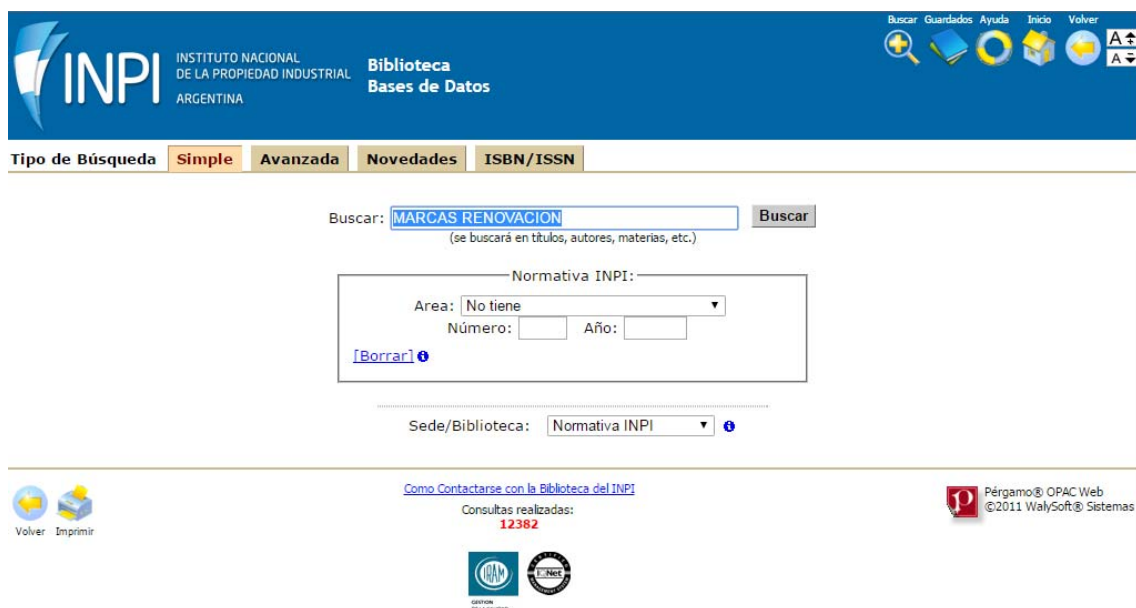 Buscar Guardados Ayuda Inicio Volver
INPI
INSTITUTO NACIONAL
DE LA PROPIEDAD INDUSTRIAL
ARGENTINA
Biblioteca
Bases de Datos
A
A
Tipo de Búsqueda Simple Avanzada Novedades ISBN/ISSN
Buscar: MARCAS RENOVACION Buscar
(se buscará en títulos, autores, materias, etc.)
Normativa INPI:
Area: No tiene
Número: Año:
[Borrar]
Sede/Biblioteca: Normativa INPI
Volver Imprimir
Como Contactarse con la Biblioteca del INPI
Consultas realizadas:
12382
Pérgamo® OPAC Web
©2011 WalySoft® Sistemas
IRAM
GESTION